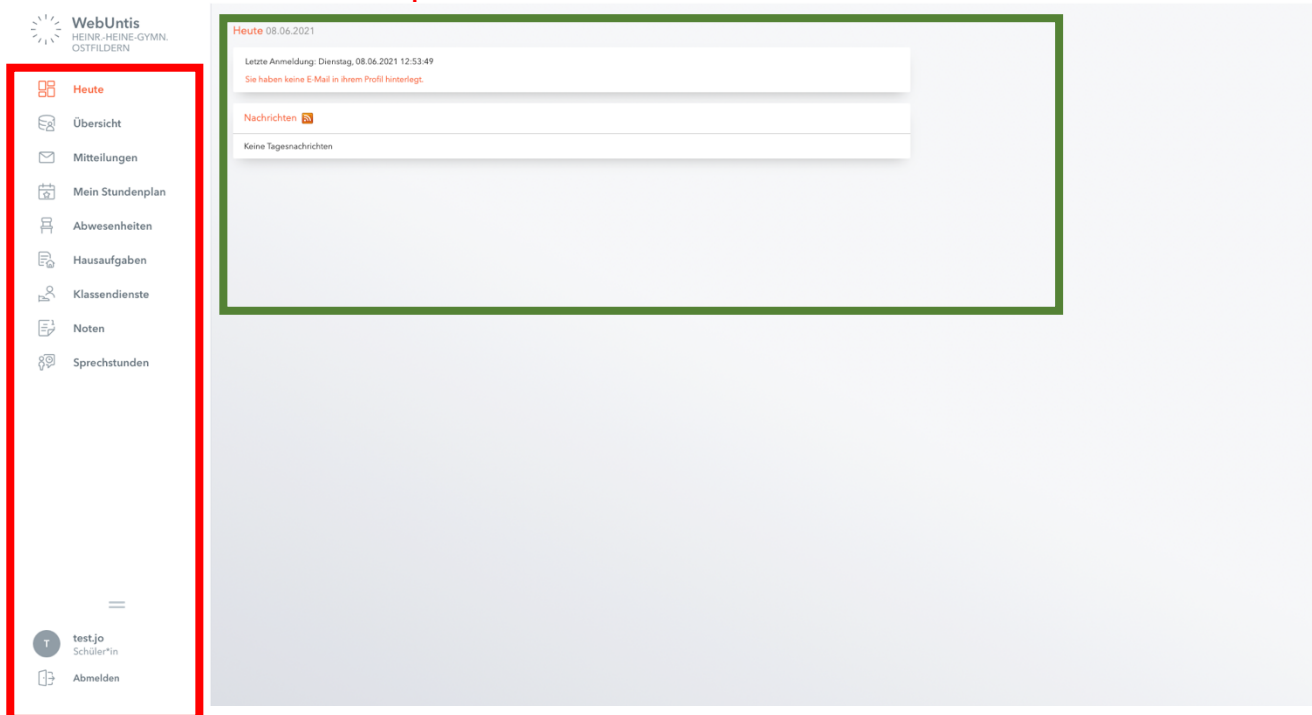 WebUntis
HEINR.-HEINE-GYMN.
OSTFILDERN
Heute
Übersicht
Mitteilungen
Mein Stundenplan
Abwesenheiten
Hausaufgaben
Klassendienste
Noten
Sprechstunden
T
test.jo
Schüler*in
Abmelden
Heute 08.06.2021
Letzte Anmeldung: Dienstag, 08.06.2021 12:53:49
Sie haben keine E-Mail in ihrem Profil hinterlegt.
Nachrichten
Keine Tagesnachrichten